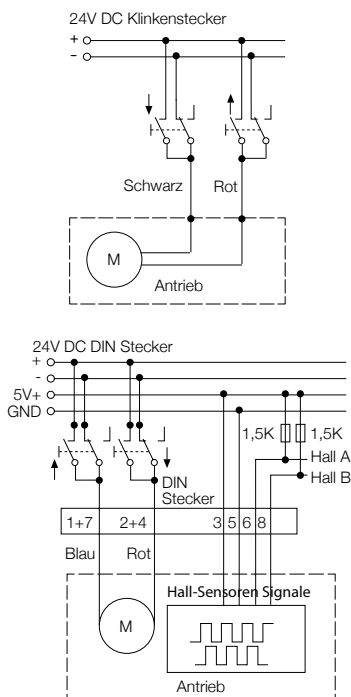 24V DC Klinkenstecker
+
-
Schwarz Rot
M
Antrieb
24V DC DIN Stecker
+
-
5V+
GND
1,5K 1,5K
Hall A
Hall B
DIN
Stecker
1+7 2+4 3 5 6 8
Blau Rot
Hall-Sensoren Signale
M
Antrieb